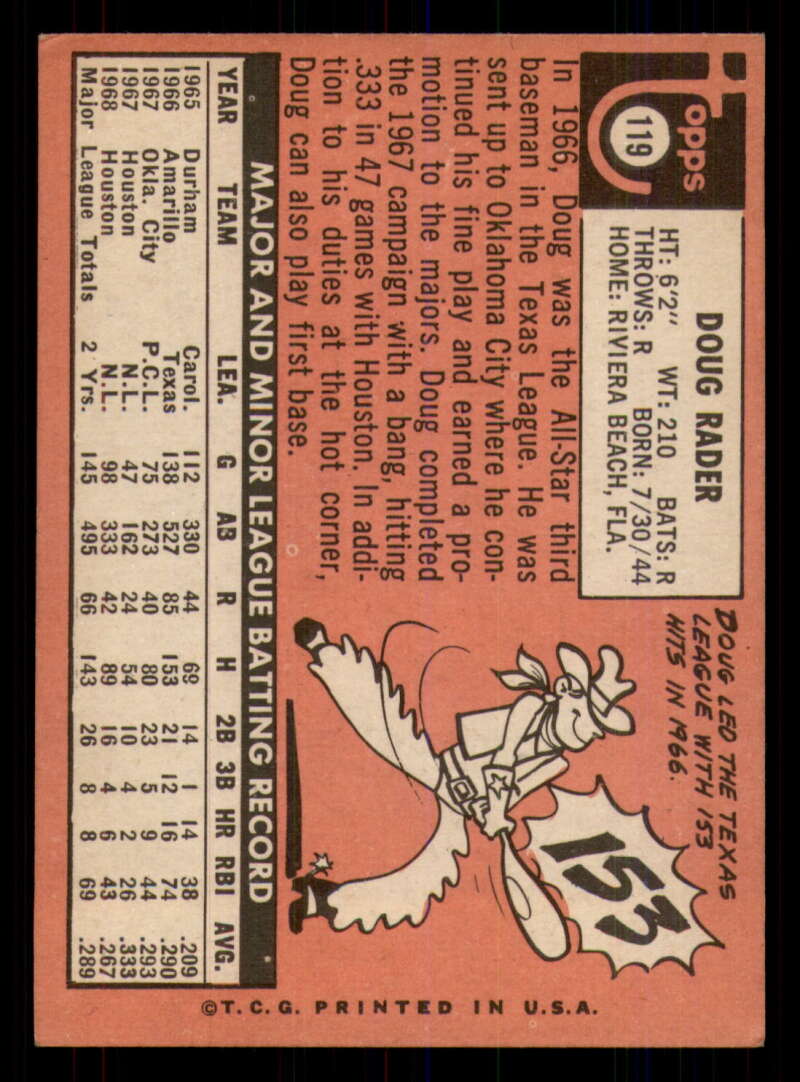 Topps
119
DOUG RADER
HT: 6'2" WT: 210 BATS: R
THROWS: R BORN: 7/30/44
HOME: RIVIERA BEACH, FLA.
In 1966, Doug was the All-Star third
baseman in the Texas League. He was
sent up to Oklahoma City where he con-
tinued his fine play and earned a pro-
motion to the majors. Doug completed
the 1967 campaign with a bang, hitting
.333 in 47 games with Houston. In addi-
tion to his duties at the hot corner,
Doug can also play first base.
DOUG LED THE TEXAS
LEAGUE WITH 153
HITS IN 1966.
153
MAJOR AND MINOR LEAGUE BATTING RECORD
YEAR TEAM LEA. G AB R H 2B 3B HR RBI AVG.
1965 Durham Carol. 112 330 44 69 14 1 14 38 .209
1966 Amarillo Texas 138 527 85 153 21 12 16 74 .290
1967 Okla. City P.C.L. 75 273 40 80 23 5 9 44 .293
1967 Houston N.L. 47 162 24 54 10 4 2 26 .333
1968 Houston N.L. 98 333 42 89 16 4 6 43 .267
Major League Totals 2 Yrs. 145 495 66 143 26 8 8 69 .289
©T.C.G. PRINTED IN U.S.A.